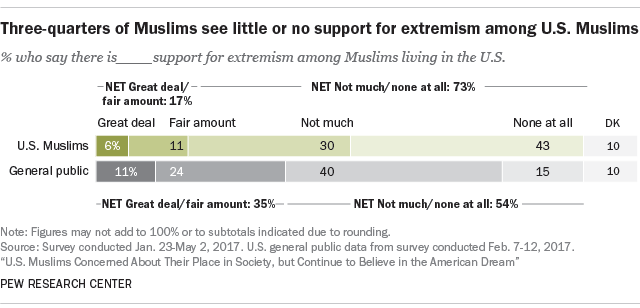 Three-quarters of Muslims see little or no support for extremism among U.S. Muslims
% who say there is____support for extremism among Muslims living in the U.S.
NET Great deal/ NET Not much/none at all: 73%
fair amount: 17%
Great deal Fair amount Not much None at all DK
U.S. Muslims 6% 11 30 43 10
General public 11% 24 40 15 10
NET Great deal/fair amount: 35% NET Not much/none at all: 54%
Note: Figures may not add to 100% or to subtotals indicated due to rounding.
Source: Survey conducted Jan. 23-May 2, 2017. U.S. general public data from survey conducted Feb. 7-12, 2017.
“U.S. Muslims Concerned About Their Place in Society, but Continue to Believe in the American Dream”
PEW RESEARCH CENTER